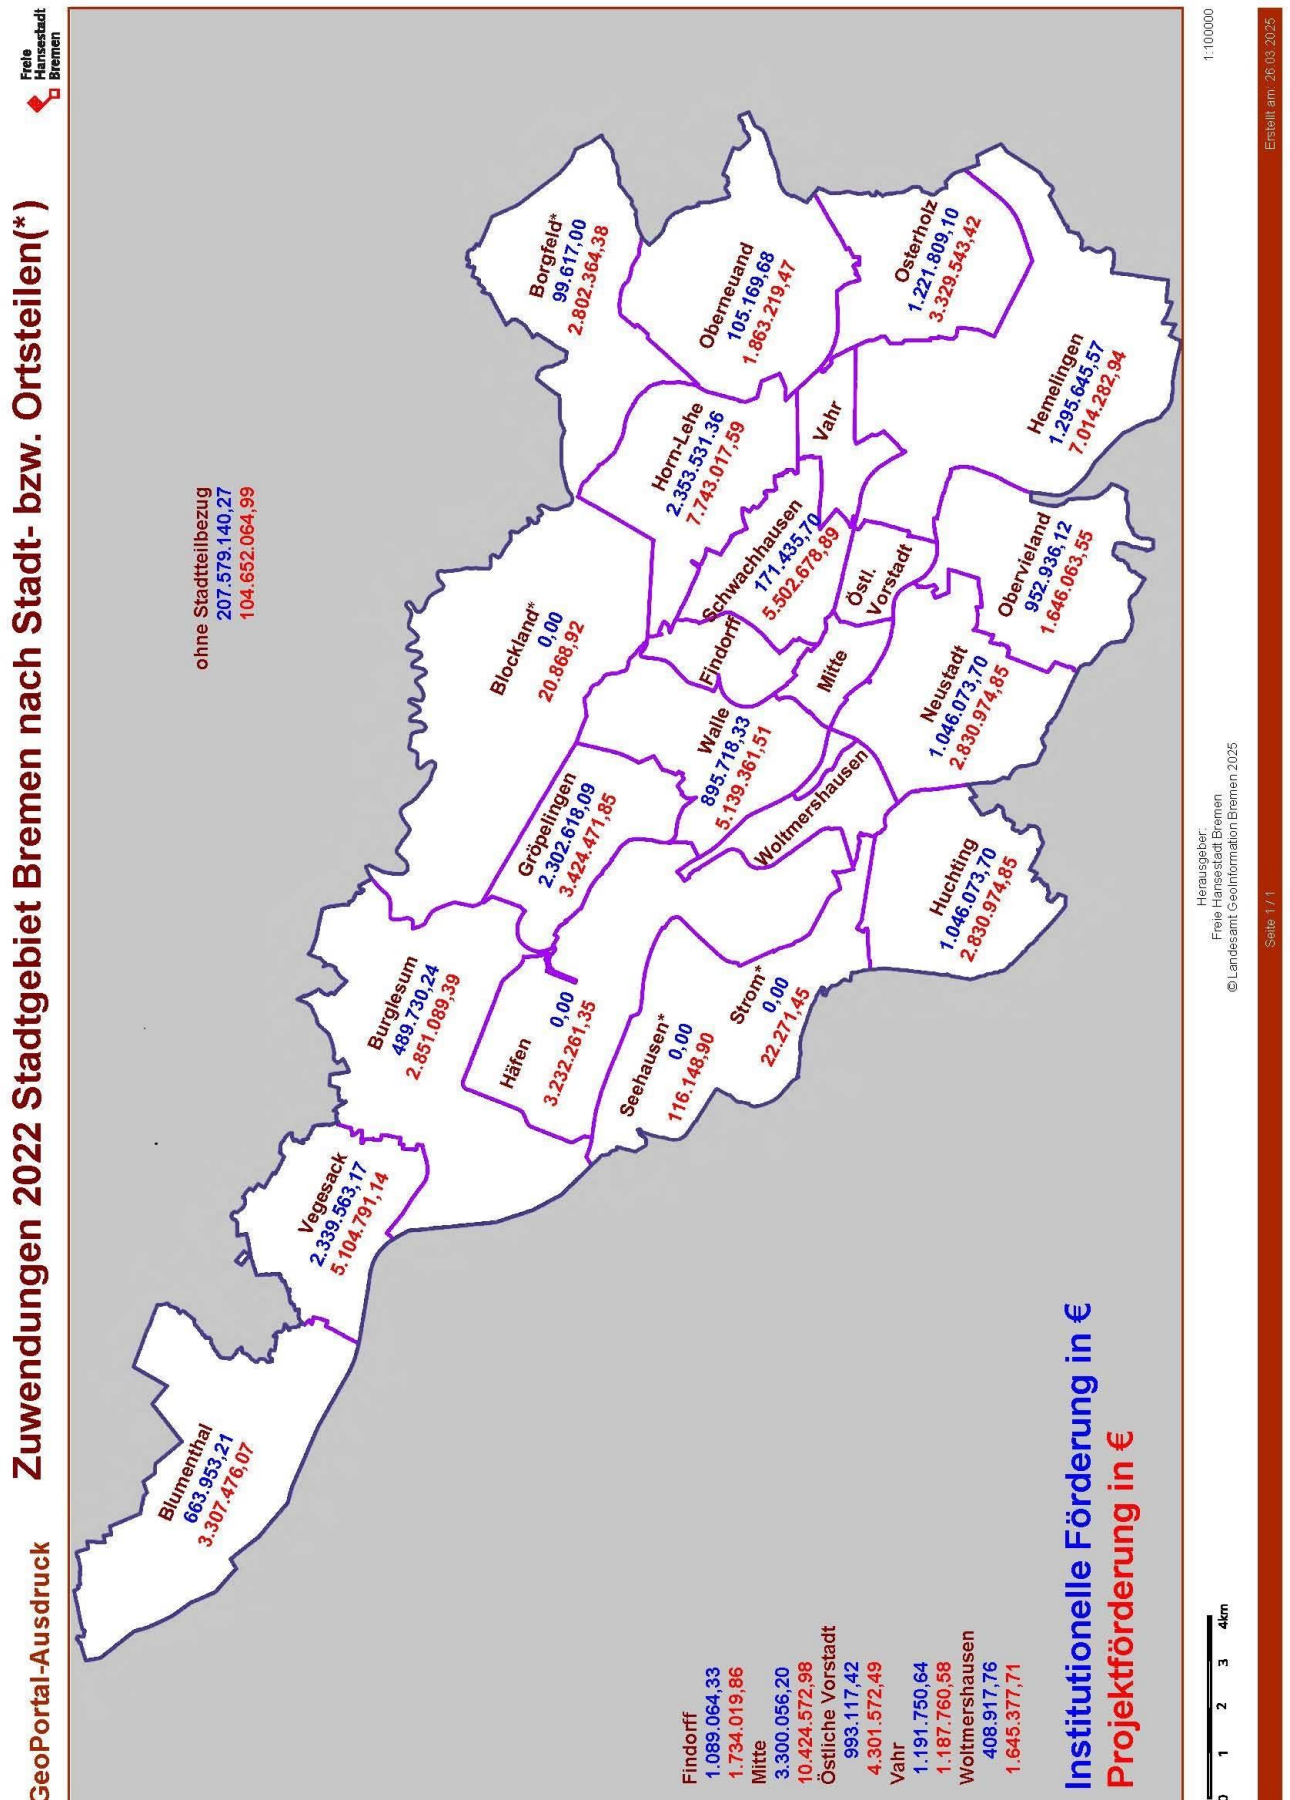 GeoPortal-Ausdruck
Zuwendungen 2022 Stadtgebiet Bremen nach Stadt- bzw. Ortsteilen(*)
Freie
Hansestadt
Bremen
ohne Stadtteilbezug
207.579.140,27
104.652.064,99
Blumenthal
663.953,21
3.307.476,07
Vegesack
2.339.563,17
5.104.791,14
Burglesum
489.730,24
2.851.089,39
Häfen
0,00
3.232.261,35
Gröpelingen
2.302.618,09
3.424.471,85
Blockland*
0,00
20.868,92
Borgfeld*
99.617,00
2.802.364,38
Seehausen*
0,00
116.148,90
Strom*
0,00
22.271,45
Walle
895.718,33
5.139.361,51
Findorff
Schwachhausen
171.435,70
5.502.678,89
Horn-Lehe
2.353.531,36
7.743.017,59
Oberneuand
105.169,68
1.863.219,47
Vahr
Osterholz
1.221.809,10
3.329.543,42
Woltmershausen
Mitte
Östl.
Vorstadt
Huchting
1.046.073,70
2.830.974,85
Neustadt
1.046.073,70
2.830.974,85
Obervieland
952.936,12
1.646.063,55
Hemelingen
1.295.645,57
7.014.282,94
Findorff
1.089.064,33
1.734.019,86
Mitte
3.300.056,20
10.424.572,98
Östliche Vorstadt
993.117,42
4.301.572,49
Vahr
1.191.750,64
1.187.760,58
Woltmershausen
408.917,76
1.645.377,71
Institutionelle Förderung in €
Projektförderung in €
0 1 2 3 4km
Herausgeber:
Freie Hansestadt Bremen
© Landesamt GeoInformation Bremen 2025
1:100000
Seite 1 / 1
Erstellt am: 26.03.2025